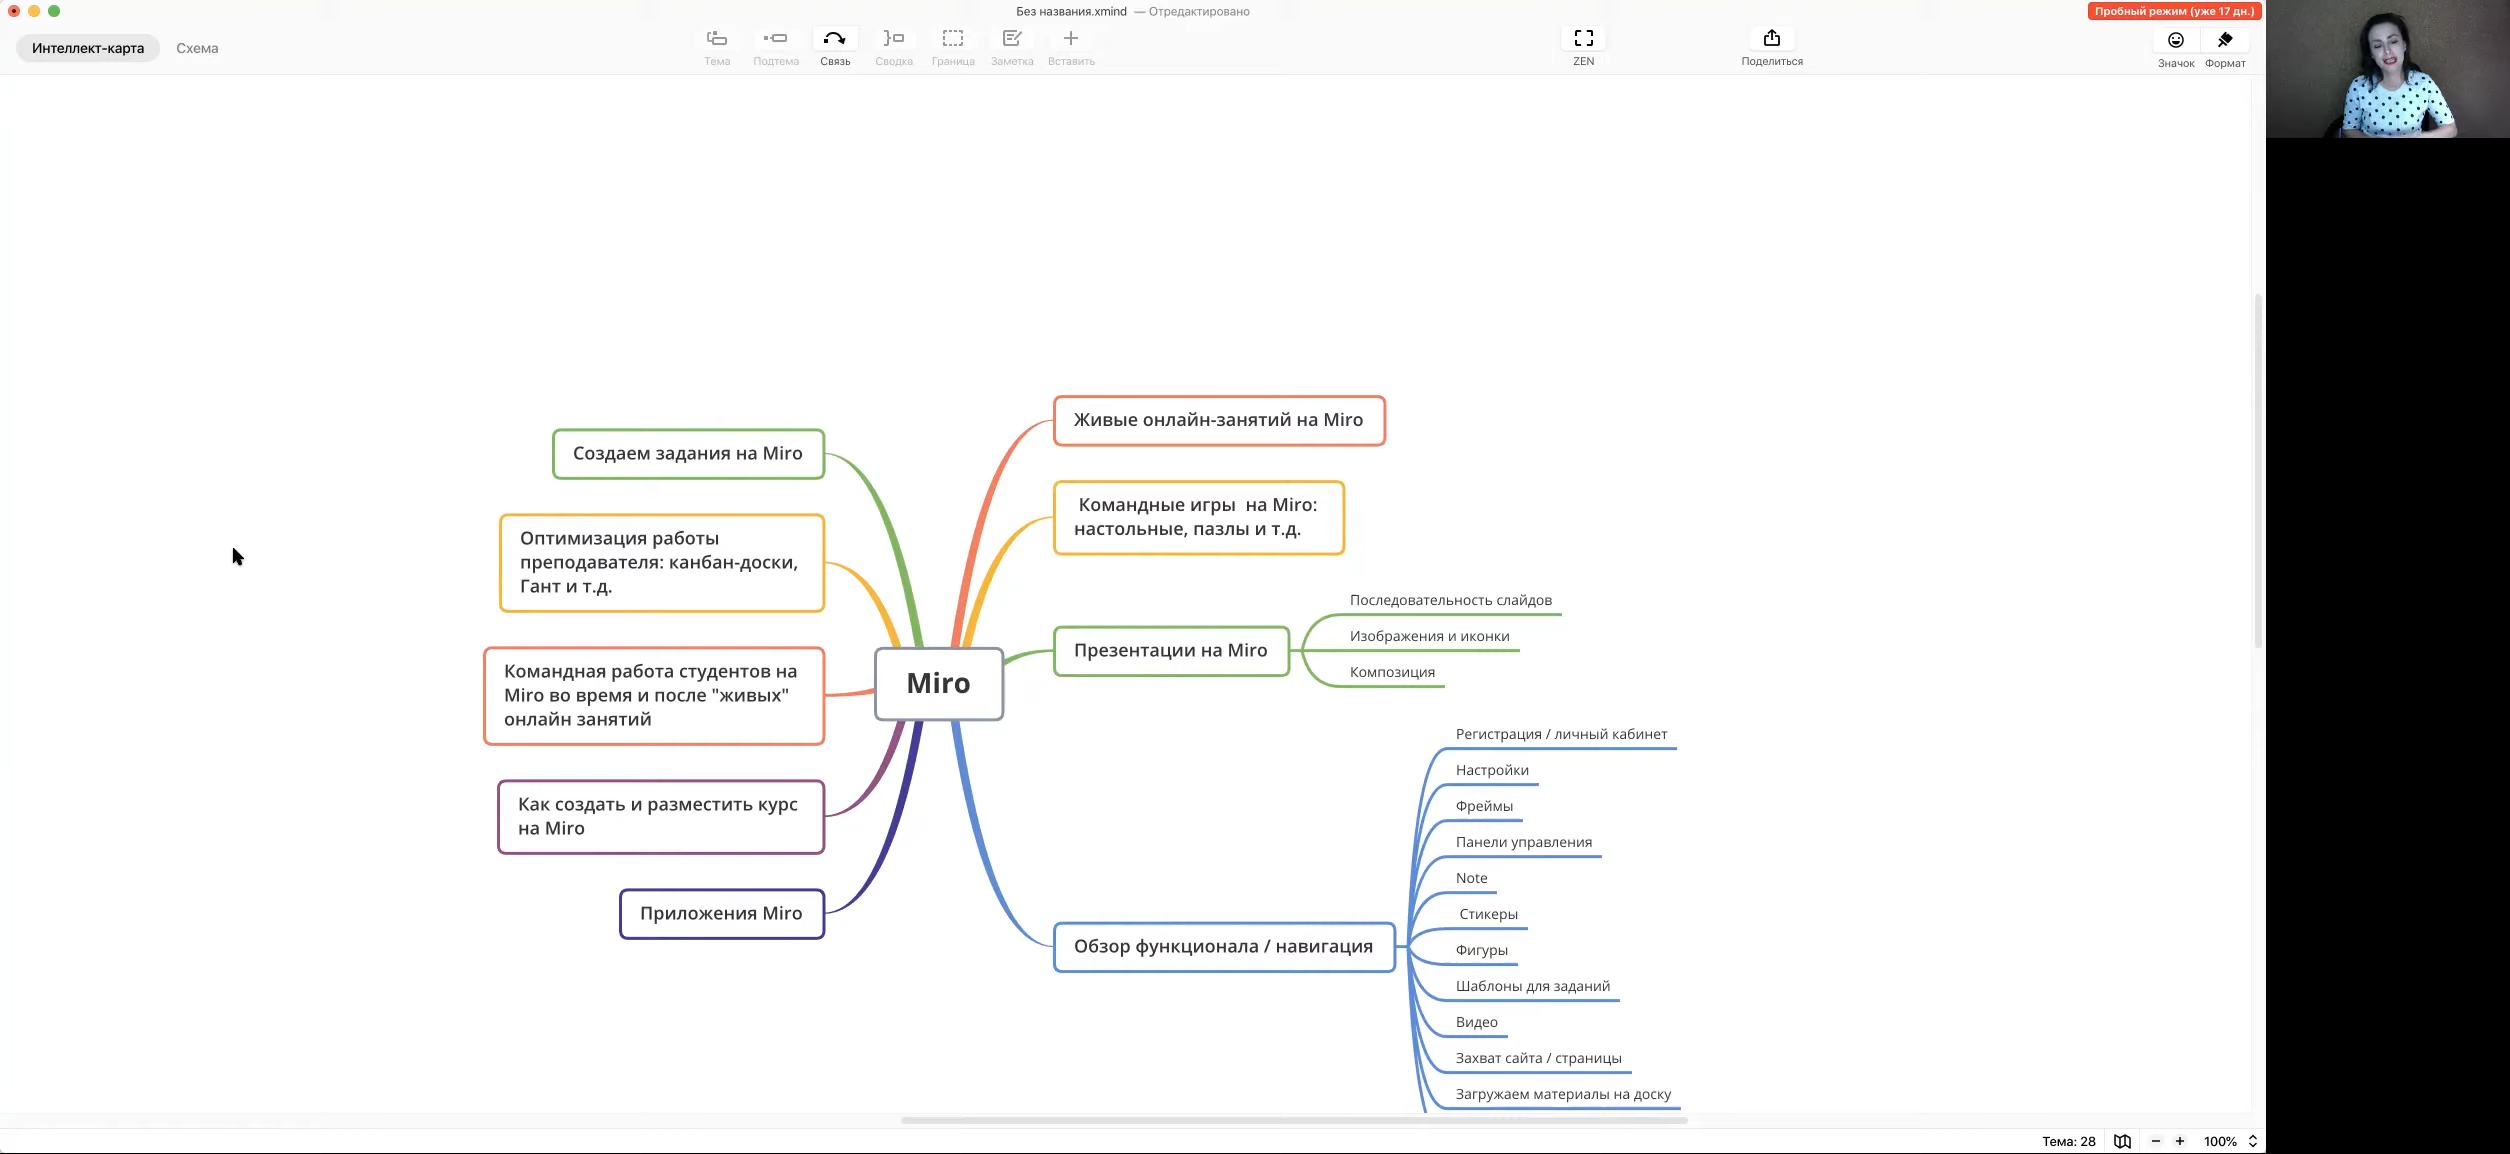 Без названия.xmind — Отредактировано
Пробный режим (уже 17 дн.)
Интеллект-карта
Схема
Тема
Подтема
Связь
Сводка
Граница
Заметка
Вставить
ZEN
Поделиться
Значок
Формат
Создаем задания на Miro
Оптимизация работы
преподавателя: канбан-доски,
Гант и т.д.
Командная работа студентов на
Miro во время и после "живых"
онлайн занятий
Как создать и разместить курс
на Miro
Приложения Miro
Miro
Живые онлайн-занятий на Miro
Командные игры  на Miro:
настольные, пазлы и т.д.
Презентации на Miro
Последовательность слайдов
Изображения и иконки
Композиция
Обзор функционала / навигация
Регистрация / личный кабинет
Настройки
Фреймы
Панели управления
Note
Стикеры
Фигуры
Шаблоны для заданий
Видео
Захват сайта / страницы
Загружаем материалы на доску
Тема: 28
100%